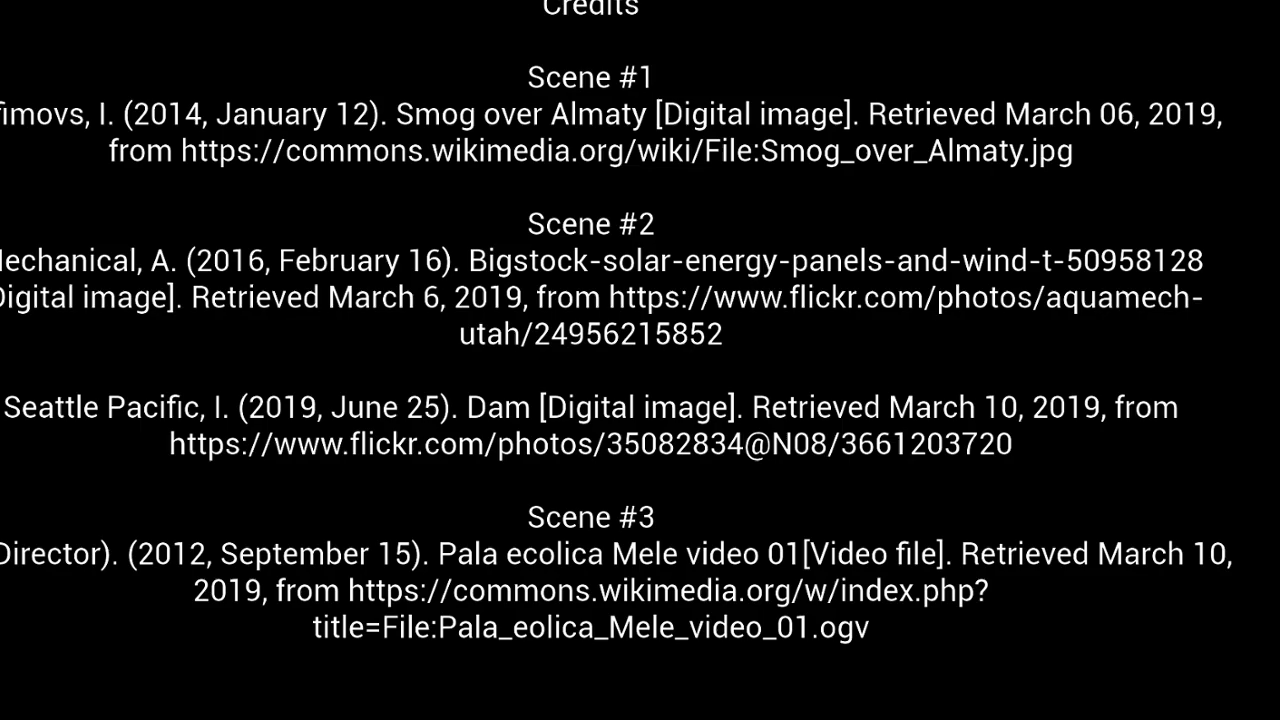 Credits
Scene #1
fimovs, I. (2014, January 12). Smog over Almaty [Digital image]. Retrieved March 06, 2019,
from https://commons.wikimedia.org/wiki/File:Smog_over_Almaty.jpg
Scene #2
Mechanical, A. (2016, February 16). Bigstock-solar-energy-panels-and-wind-t-50958128
Digital image]. Retrieved March 6, 2019, from https://www.flickr.com/photos/aquamech-
utah/24956215852
Seattle Pacific, I. (2019, June 25). Dam [Digital image]. Retrieved March 10, 2019, from
https://www.flickr.com/photos/35082834@N08/3661203720
Scene #3
Director). (2012, September 15). Pala ecolica Mele video 01[Video file]. Retrieved March 10,
2019, from https://commons.wikimedia.org/w/index.php?
title=File:Pala_eolica_Mele_video_01.ogv